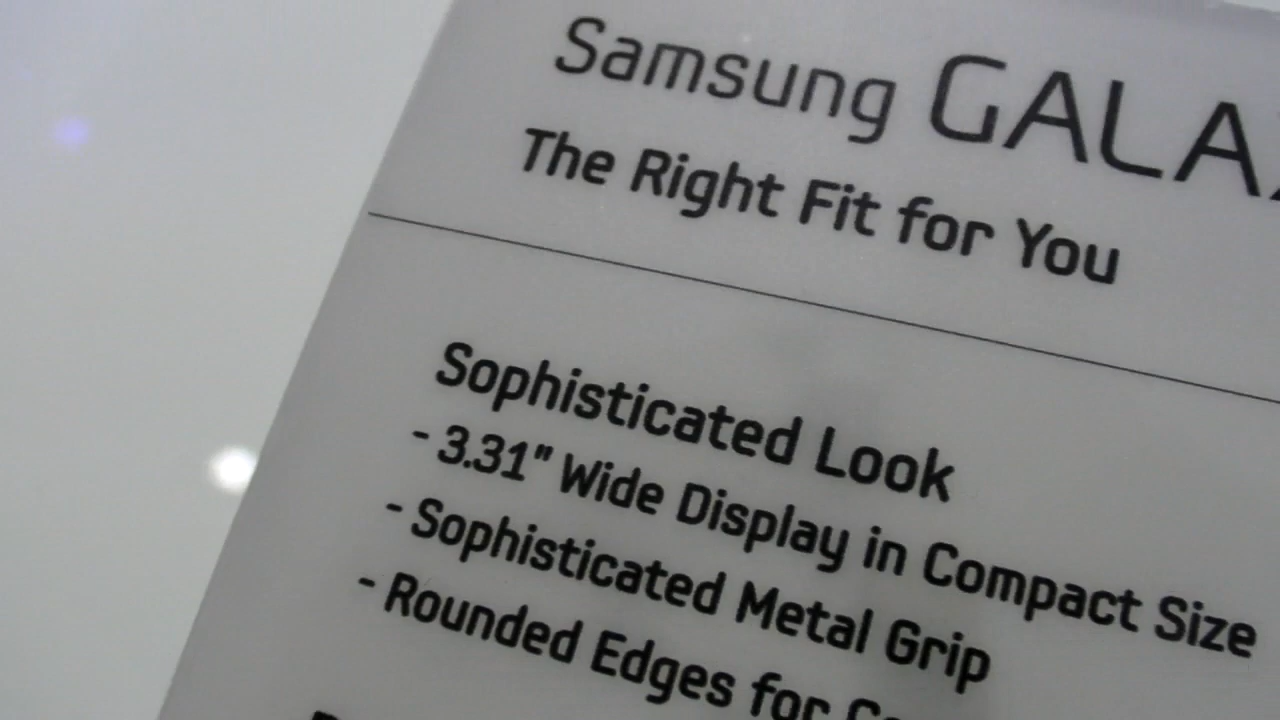 Samsung
The Right Fit for You
Sophisticated Look
- 3.31" Wide Display in Compact Size
- Sophisticated Metal Grip
- Rounded Edges for